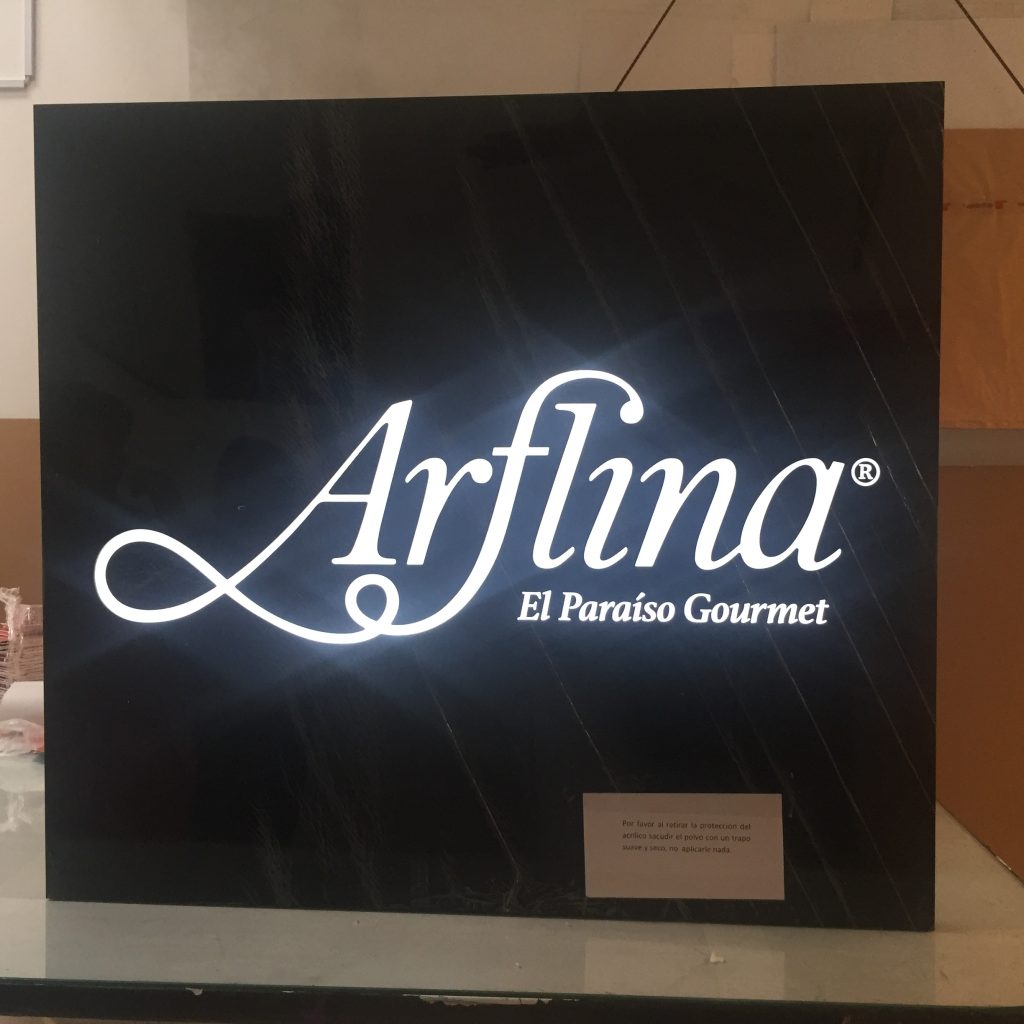 Arflina®
El Paraíso Gourmet
Por favor al retirar la protección del
acrílico sacudir el polvo con un trapo
suave y seco, no aplicarle nada.